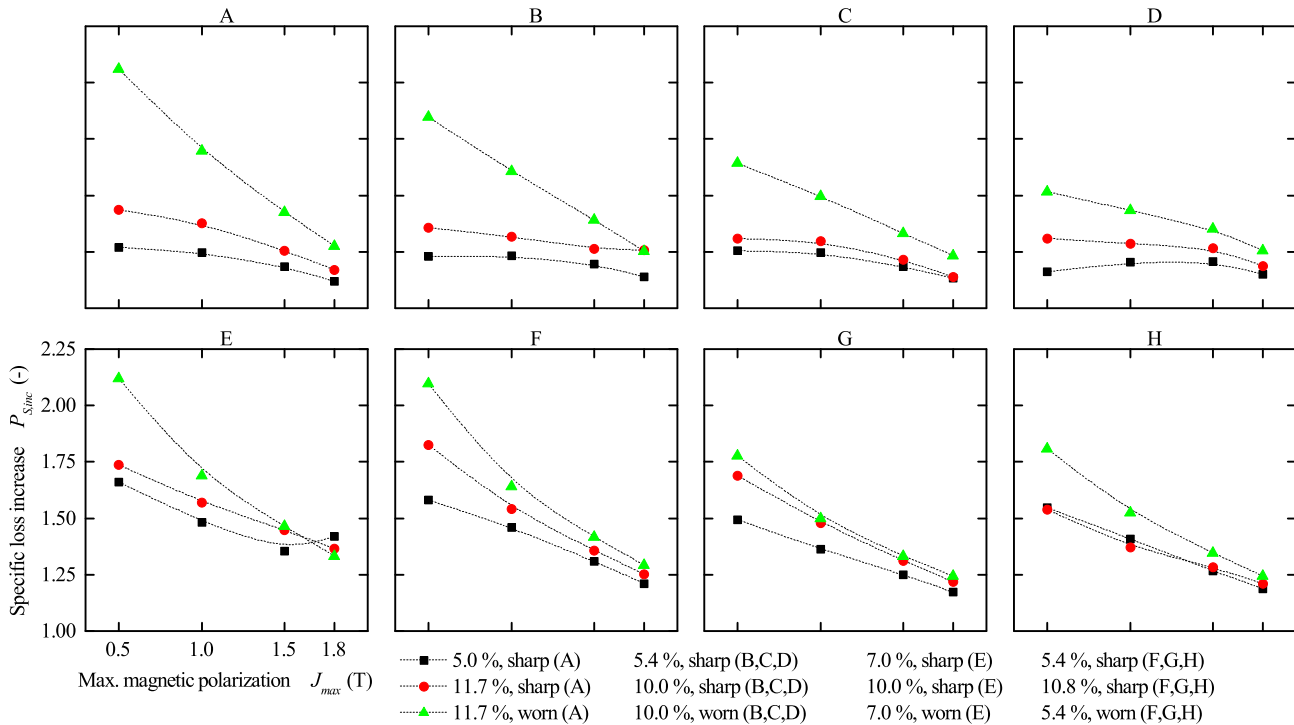 A B C D
E F G H
Specific loss increase P_{S,inc} (-)
2.25
2.00
1.75
1.50
1.25
1.00
0.5 1.0 1.5 1.8
Max. magnetic polarization J_{max} (T)
5.0 %, sharp (A) 5.4 %, sharp (B,C,D) 7.0 %, sharp (E) 5.4 %, sharp (F,G,H)
11.7 %, sharp (A) 10.0 %, sharp (B,C,D) 10.0 %, sharp (E) 10.8 %, sharp (F,G,H)
11.7 %, worn (A) 10.0 %, worn (B,C,D) 7.0 %, worn (E) 5.4 %, worn (F,G,H)